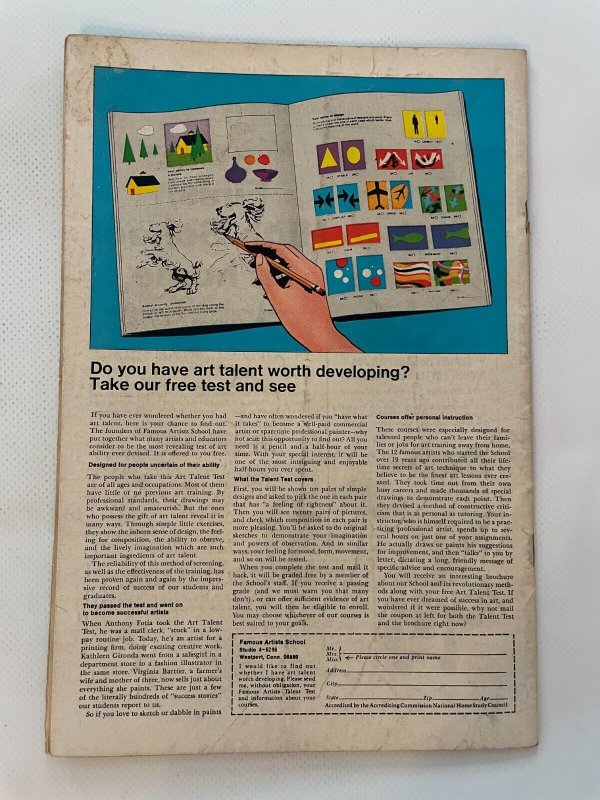 Your sense of design
Your ability to compose
a picture
Do you have art talent worth developing?
Take our free test and see
If you have ever wondered whether you had
art talent, here is your chance to find out.
The founders of Famous Artists School have
put together what many artists and educators
consider to be the most revealing test of art
ability ever devised. It is offered to you free.
Designed for people uncertain of their ability
The people who take this Art Talent Test
are of all ages and occupations. Most of them
have little or no previous art training. By
professional standards, their drawings may
be awkward and amateurish. But the ones
who possess the gift of art talent reveal it in
many ways. Through simple little exercises,
they show the inborn sense of design, the feel-
ing for composition, the ability to observe,
and the lively imagination which are such
important ingredients of art talent.
The reliability of this method of screening,
as well as the effectiveness of the training, has
been proven again and again by the impres-
sive record of success of our students and
graduates.
They passed the test and went on
to become successful artists
When Anthony Fotia took the Art Talent
Test, he was a mail clerk, "stuck" in a low-
pay routine job. Today, he's an artist for a
printing firm, doing exciting creative work.
Kathleen Gironda went from a salesgirl in a
department store to a fashion illustrator in
the same store. Virginia Bartter, a farmer's
wife and mother of three, now sells just about
everything she paints. These are just a few
of the literally hundreds of "success stories"
our students report to us.
So if you love to sketch or dabble in paints
—and have often wondered if you "have what
it takes" to become a well-paid commercial
artist or sparetime professional painter—why
not seize this opportunity to find out? All you
need is a pencil and a half-hour of your
time. With your special interest, it will be
one of the most intriguing and enjoyable
half-hours you ever spent.
What the Talent Test covers
First, you will be shown ten pairs of simple
designs and asked to pick the one in each pair
that has "a feeling of rightness" about it.
Then you will see twenty pairs of pictures,
and check which composition in each pair is
more pleasing. You'll be asked to do original
sketches to demonstrate your imagination
and powers of observation. And in similar
ways, your feeling for mood, form, movement,
and so on will be tested.
When you complete the test and mail it
back, it will be graded free by a member of
the School's staff. If you receive a passing
grade (and we must warn you that many
don't), or can offer sufficient evidence of art
talent, you will then be eligible to enroll.
You may choose whichever of our courses is
best suited to your goals.
Courses offer personal instruction
These courses were especially designed for
talented people who can't leave their fami-
lies or jobs for art training away from home.
The 12 famous artists who started the School
over 19 years ago contributed all their life-
time secrets of art technique to what they
believe to be the finest art lessons ever cre-
ated. They took time out from their own
busy careers and made thousands of special
drawings to demonstrate each point. Then
they devised a method of constructive criti-
cism that is as personal as tutoring. Your in-
structor who is himself required to be a prac-
ticing professional artist, spends up to sev-
eral hours on just one of your assignments.
He actually draws or paints his suggestions
for improvement, and then "talks" to you by
letter, dictating a long, friendly message of
specific advice and encouragement.
You will receive an interesting brochure
about our School and its revolutionary meth-
ods along with your free Art Talent Test. If
you have ever dreamed of success in art, and
wondered if it were possible, why not mail
the coupon at left for both the Talent Test
and the brochure right now?
Famous Artists School
Studio A-9296
Westport, Conn. 06880
I would like to find out
whether I have art talent
worth developing. Please send
me, without obligation, your
Famous Artists Talent Test
and information about your
courses.
Mr.
Mrs.
Miss ← Please circle one and print name
Address
City
State Zip Age
Accredited by the Accrediting Commission National Home Study Council